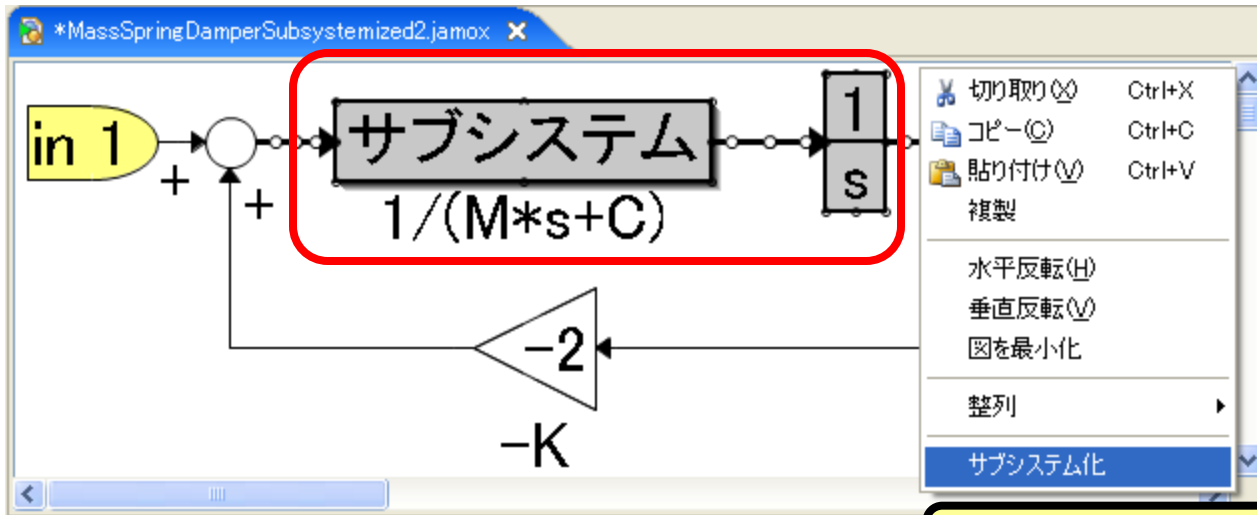 *MassSpringDamperSubsystemized2.jamox
in 1
+
+
サブシステム
1/(M*s+C)
1
s
-2
-K
切り取り(X) Ctrl+X
コピー(C) Ctrl+C
貼り付け(V) Ctrl+V
複製
水平反転(H)
垂直反転(V)
図を最小化
整列
サブシステム化